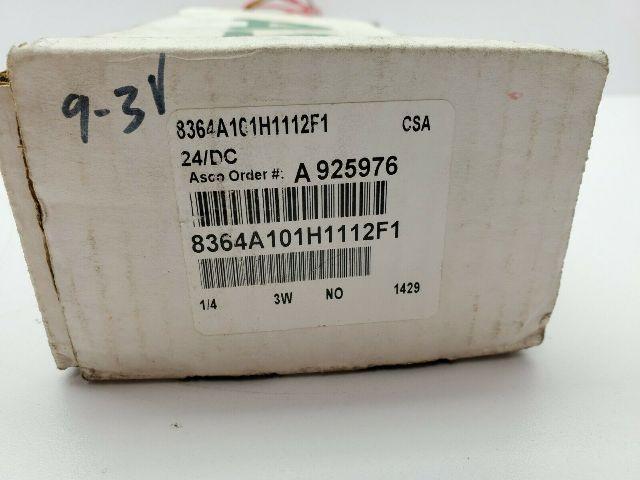 9-3V
8364A101H1112F1 CSA
24/DC
Asco Order #: A 925976
8364A101H1112F1
1/4 3W NO 1429